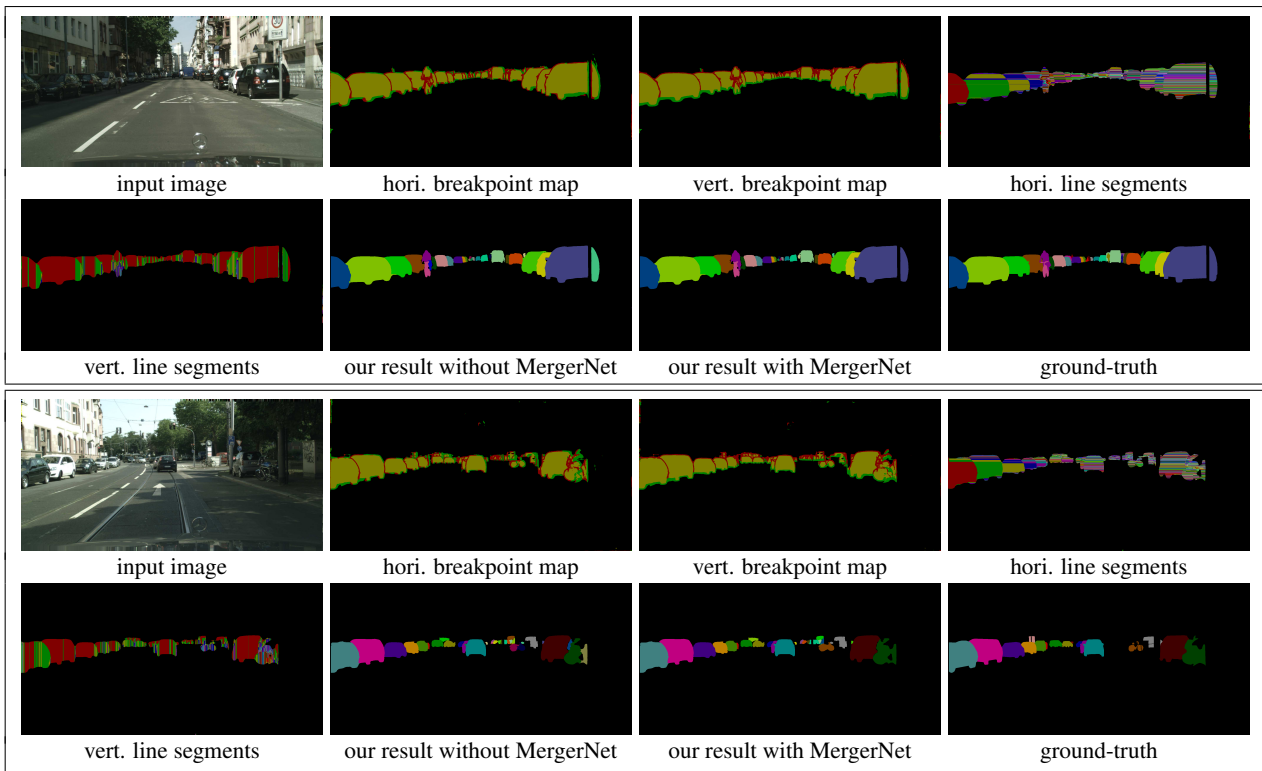 input image
hori. breakpoint map
vert. breakpoint map
hori. line segments
vert. line segments
our result without MergerNet
our result with MergerNet
ground-truth
input image
hori. breakpoint map
vert. breakpoint map
hori. line segments
vert. line segments
our result without MergerNet
our result with MergerNet
ground-truth